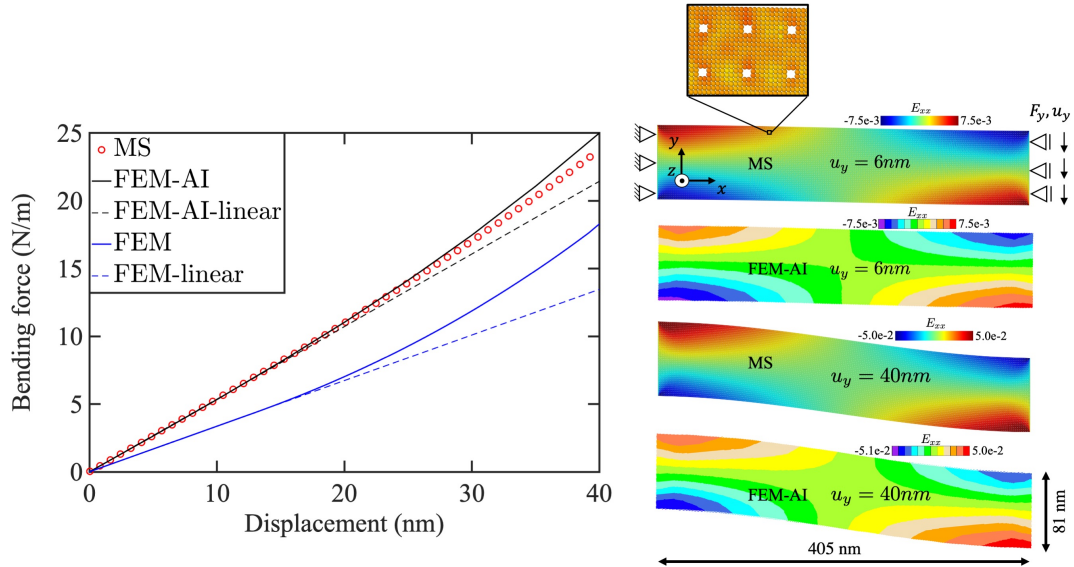 25
20
15
10
5
0
0
10
20
30
40
Bending force (N/m)
Displacement (nm)
MS
FEM-AI
FEM-AI-linear
FEM
FEM-linear
E_xx
-7.5e-3 7.5e-3
F_y, u_y
y
z
x
MS
u_y = 6nm
E_xx
-7.5e-3 7.5e-3
FEM-AI
u_y = 6nm
E_xx
-5.0e-2 5.0e-2
MS
u_y = 40nm
E_xx
-5.1e-2 5.0e-2
FEM-AI
u_y = 40nm
81 nm
405 nm